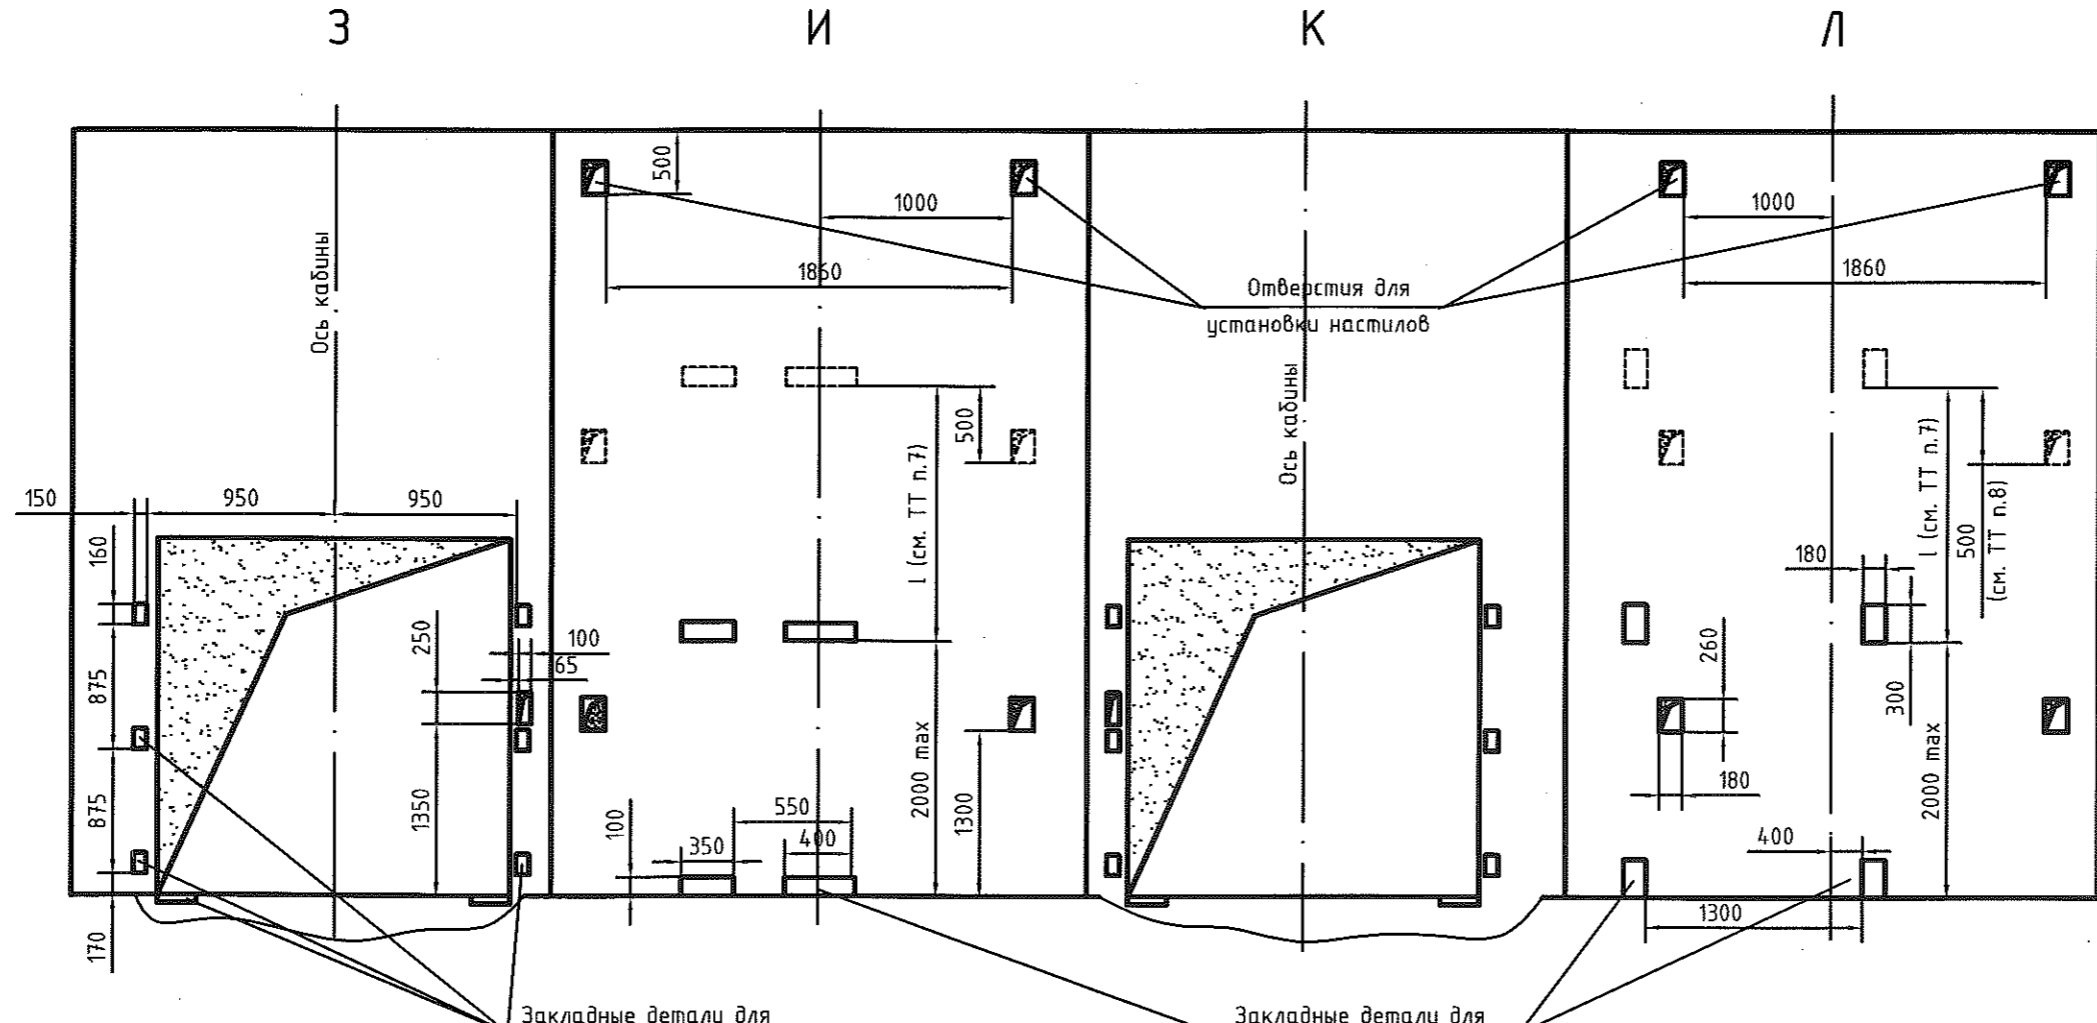 З И К Л
500
1000
1000
1860
1860
Отверстия для
установки настилов
Ось кабины
Ось кабины
500
l (см. ТТ п.7)
l (см. ТТ п.7)
500
(см. ТТ п.8)
150
950
950
160
180
250
100
65
260
300
875
875
1350
2000 max
1300
180
2000 max
100
350
550
400
400
1300
170
Закладные детали для
Закладные детали для